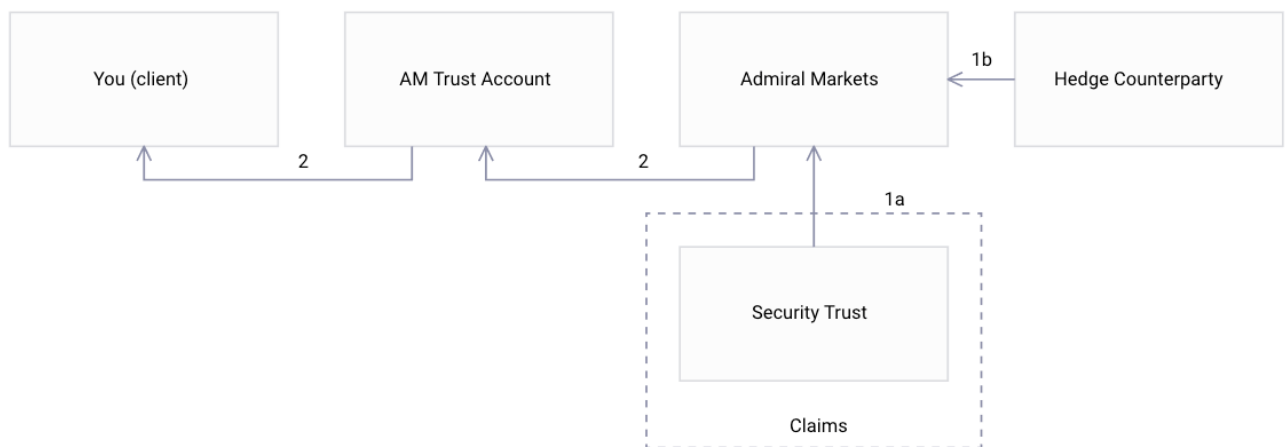 You (client)
AM Trust Account
Admiral Markets
1b
Hedge Counterparty
2
2
1a
Security Trust
Claims